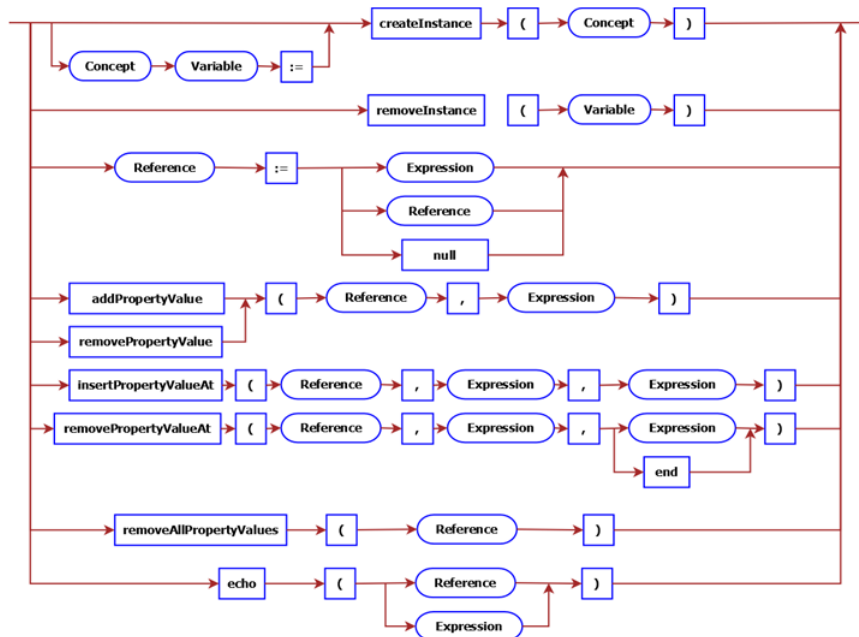 createInstance ( Concept )
Concept Variable :=
removeInstance ( Variable )
Reference := Expression
Reference
null
addPropertyValue ( Reference , Expression )
removePropertyValue
insertPropertyValueAt ( Reference , Expression , Expression )
removePropertyValueAt ( Reference , Expression , Expression )
end
removeAllPropertyValues ( Reference )
echo ( Reference )
Expression